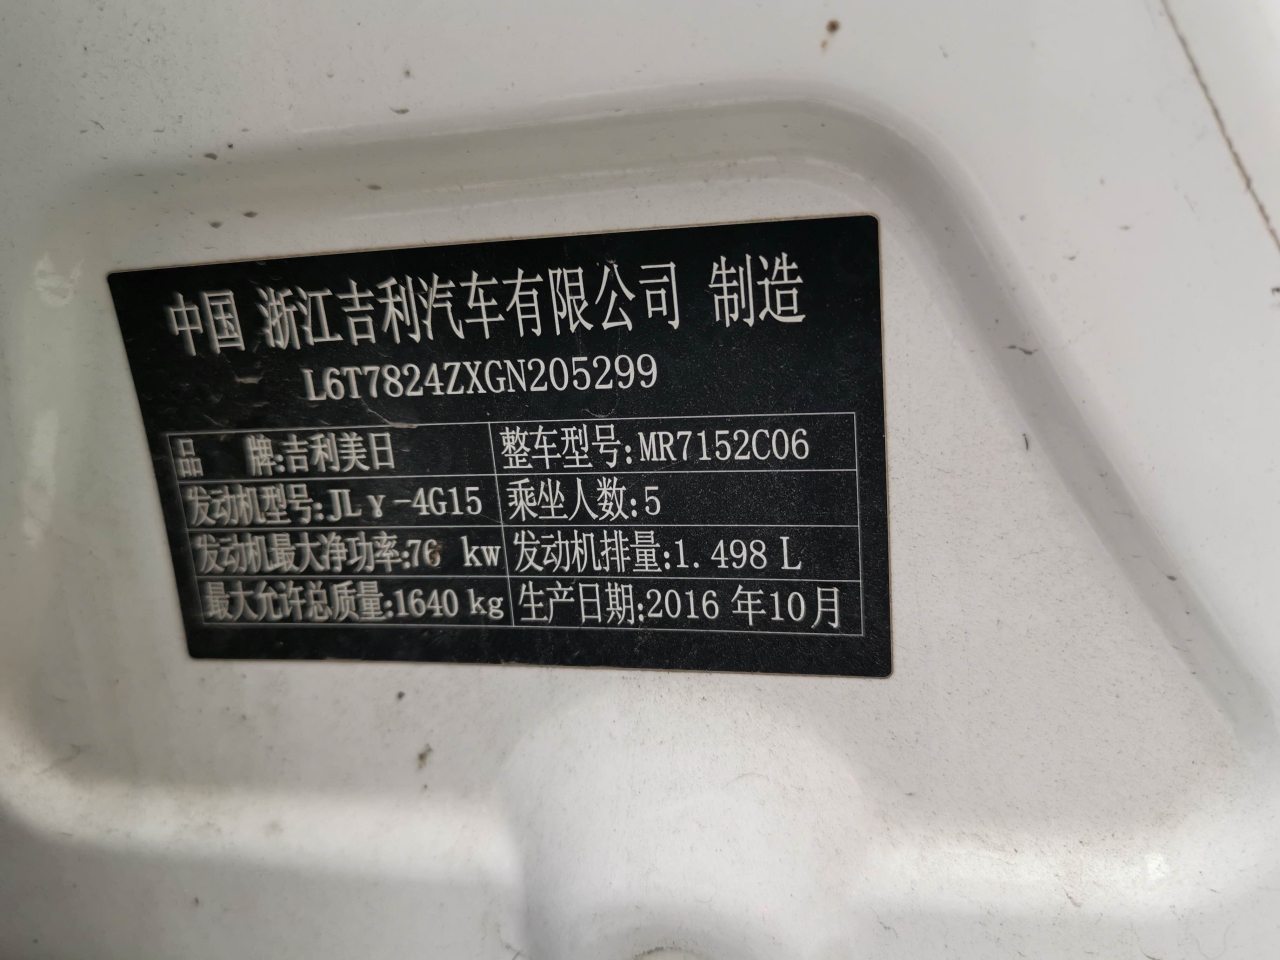 中国 浙江吉利汽车有限公司 制造
L6T7824ZXGN205299
品 牌:吉利美日 整车型号:MR7152C06
发动机型号:JLγ-4G15 乘坐人数:5
发动机最大净功率:76 kw 发动机排量:1.498 L
最大允许总质量:1640 kg 生产日期:2016 年10月